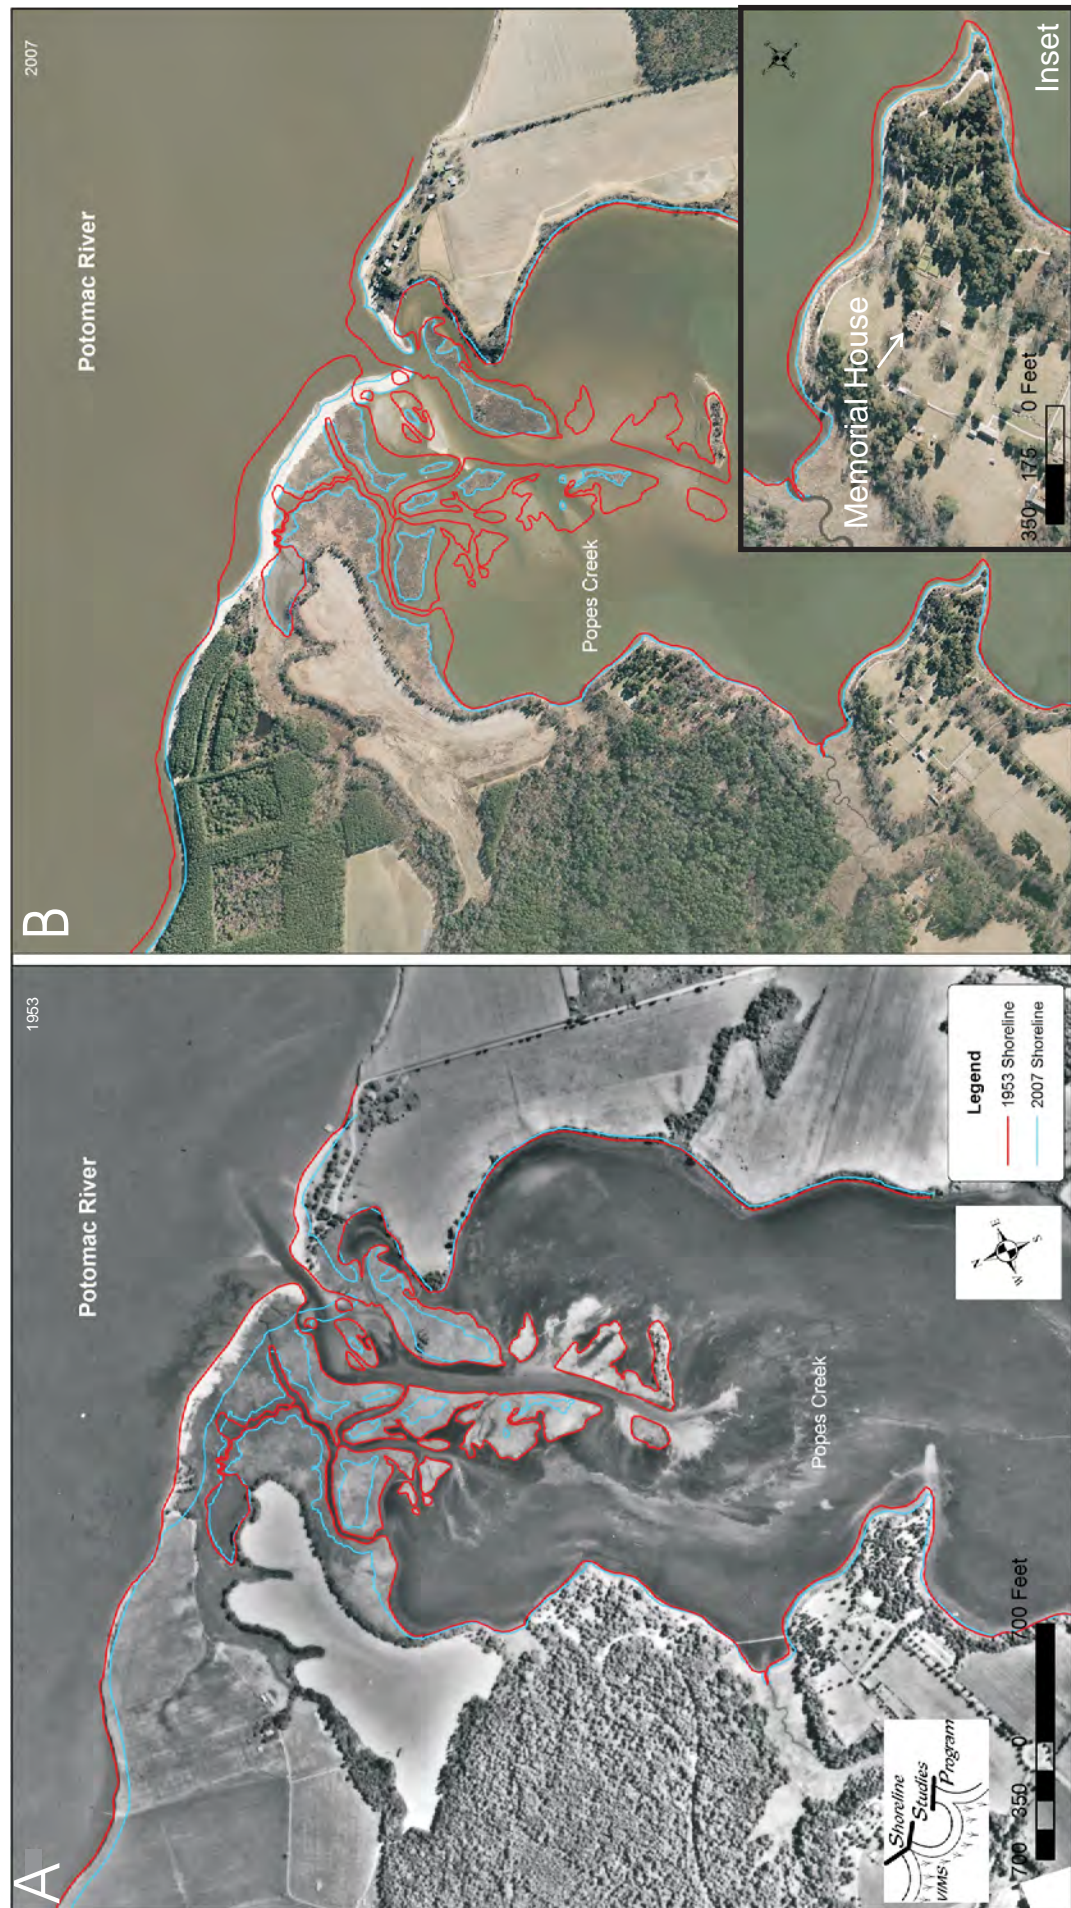 A
1953
Potomac River
Popes Creek
Legend
1953 Shoreline
2007 Shoreline
N
E
S
W
700 350 0 700 Feet
Shoreline
Studies
Program
VIMS
B
2007
Potomac River
Popes Creek
Memorial House
350 175 0 Feet
Inset